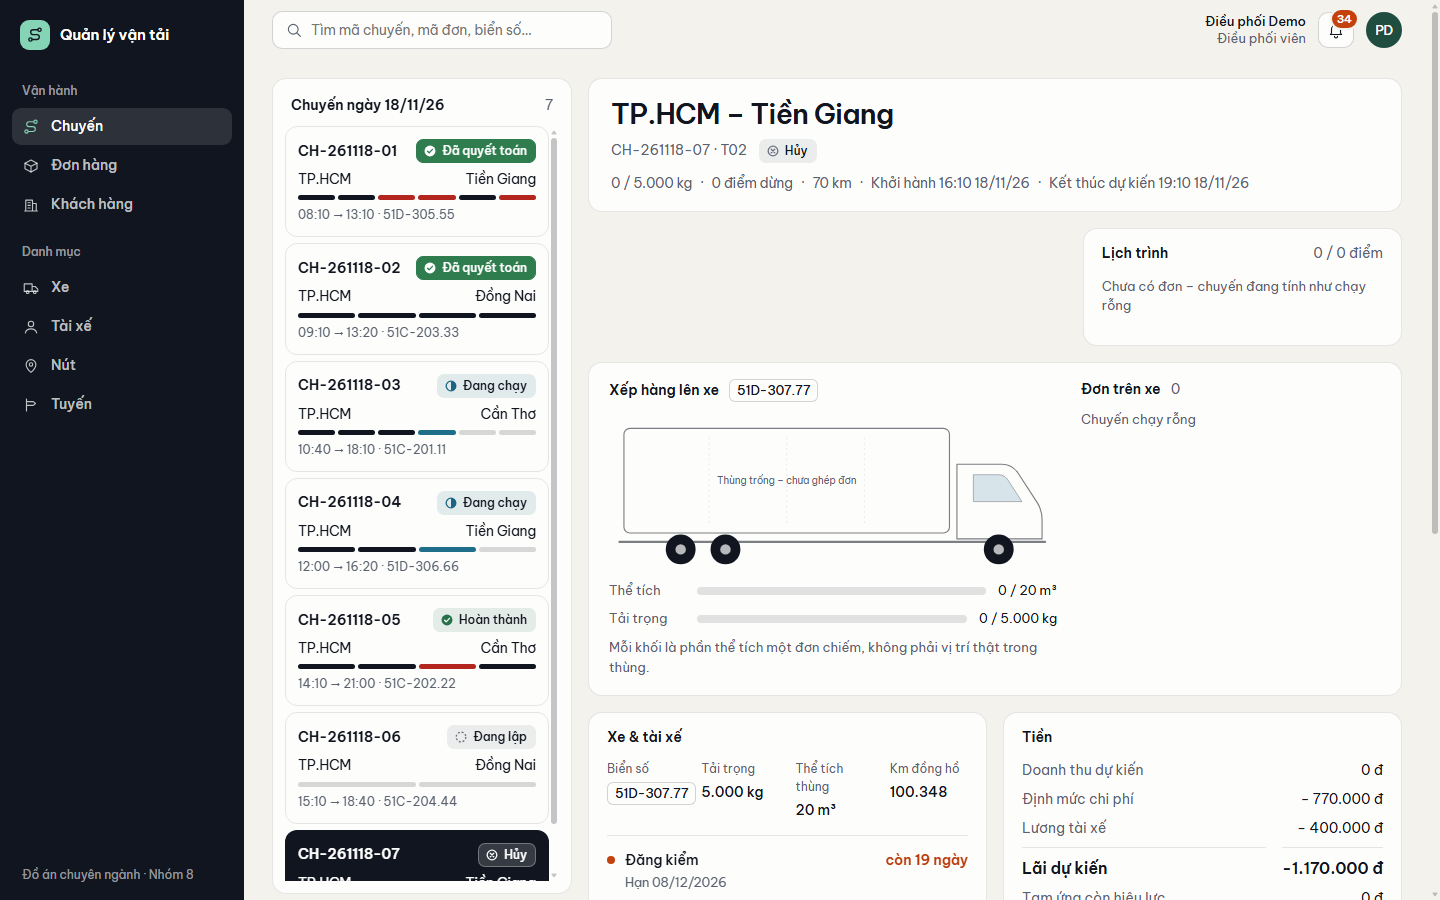 Quản lý vận tải
Vận hành
Chuyến
Đơn hàng
Khách hàng
Danh mục
Xe
Tài xế
Nút
Tuyến
Đồ án chuyên ngành · Nhóm 8
Tìm mã chuyến, mã đơn, biển số...
Điều phối Demo
Điều phối viên
34
PD
Chuyến ngày 18/11/26
7
CH-261118-01
Đã quyết toán
TP.HCM
Tiền Giang
08:10 → 13:10 · 51D-305.55
CH-261118-02
Đã quyết toán
TP.HCM
Đồng Nai
09:10 → 13:20 · 51C-203.33
CH-261118-03
Đang chạy
TP.HCM
Cần Thơ
10:40 → 18:10 · 51C-201.11
CH-261118-04
Đang chạy
TP.HCM
Tiền Giang
12:00 → 16:20 · 51D-306.66
CH-261118-05
Hoàn thành
TP.HCM
Cần Thơ
14:10 → 21:00 · 51C-202.22
CH-261118-06
Đang lập
TP.HCM
Đồng Nai
15:10 → 18:40 · 51C-204.44
CH-261118-07
Hủy
TP.HCM
Tiền Giang
TP.HCM – Tiền Giang
CH-261118-07 · T02
Hủy
0 / 5.000 kg · 0 điểm dừng · 70 km · Khởi hành 16:10 18/11/26 · Kết thúc dự kiến 19:10 18/11/26
Lịch trình
0 / 0 điểm
Chưa có đơn – chuyến đang tính như chạy
rỗng
Xếp hàng lên xe
51D-307.77
Thùng trống – chưa ghép đơn
Thể tích
0 / 20 m³
Tải trọng
0 / 5.000 kg
Mỗi khối là phần thể tích một đơn chiếm, không phải vị trí thật trong
thùng.
Đơn trên xe 0
Chuyến chạy rỗng
Xe & tài xế
Biển số
51D-307.77
Tải trọng
5.000 kg
Thể tích
thùng
20 m³
Km đồng hồ
100.348
Đăng kiểm
còn 19 ngày
Hạn 08/12/2026
Tiền
Doanh thu dự kiến
0 đ
Định mức chi phí
- 770.000 đ
Lương tài xế
- 400.000 đ
Lãi dự kiến
-1.170.000 đ
Tạm ứng còn hiệu lực
0 đ